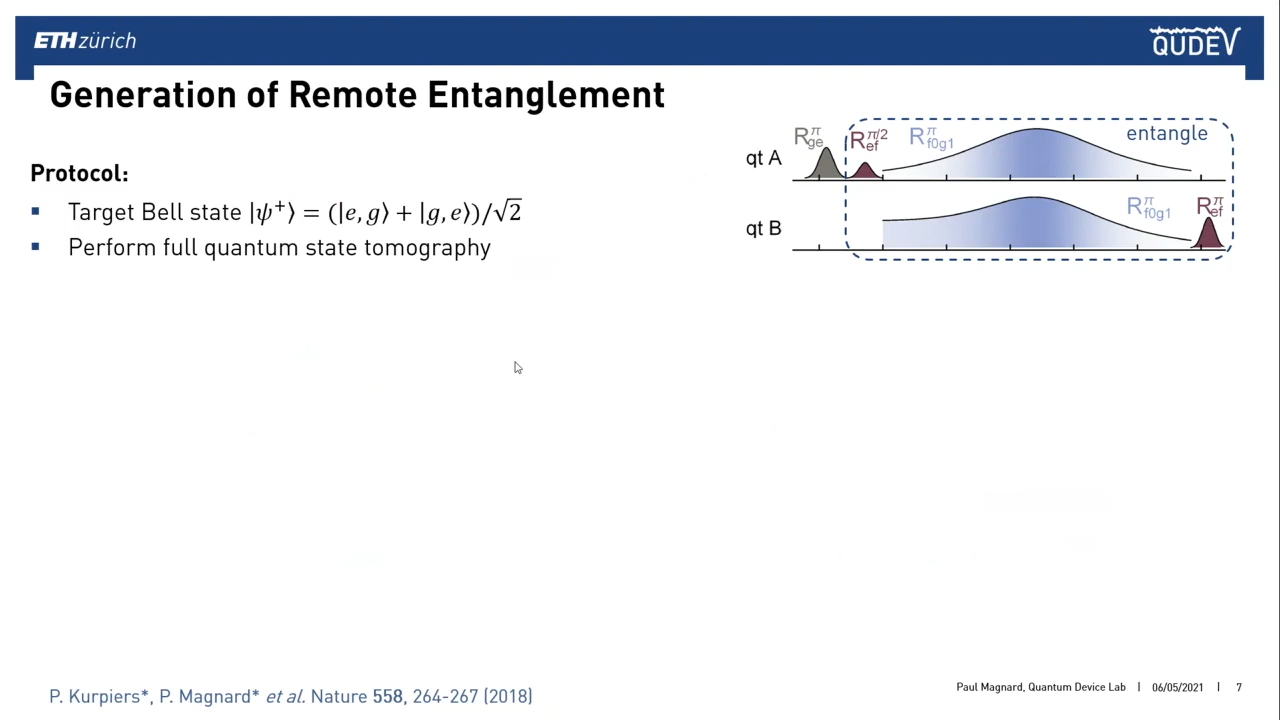 ETH zürich
QUDEV
Generation of Remote Entanglement
Protocol:
▪ Target Bell state |ψ⁺⟩ = (|e, g⟩ + |g, e⟩)/√2
▪ Perform full quantum state tomography
R^π_ge R^π/2_ef R^π_f0g1 entangle
qt A
R^π_f0g1 R^π_ef
qt B
P. Kurpiers*, P. Magnard* et al. Nature 558, 264-267 (2018)
Paul Magnard, Quantum Device Lab | 06/05/2021 | 7